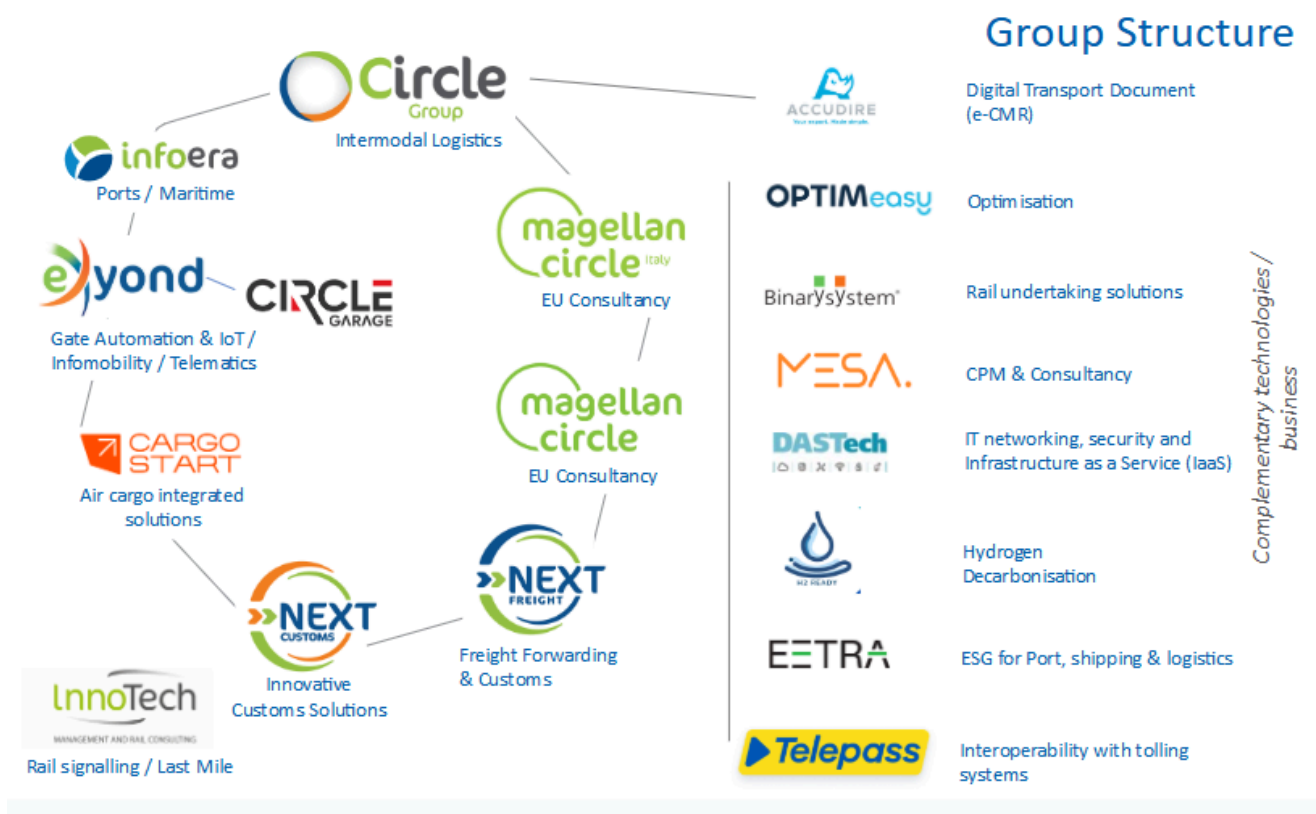 Group Structure
Circle
Group
Intermodal Logistics
infoera
Ports / Maritime
eXyond
CIRCLE
GARAGE
Gate Automation & IoT /
Infomobility / Telematics
CARGO
START
Air cargo integrated
solutions
NEXT
CUSTOMS
Innovative
Customs Solutions
InnoTech
MANAGEMENT AND RAIL CONSULTING
Rail signalling / Last Mile
magellan
circle Italy
EU Consultancy
magellan
circle
EU Consultancy
NEXT
FREIGHT
Freight Forwarding
& Customs
ACCUDIRE
Your export. Made simple.
Digital Transport Document
(e-CMR)
OPTIMeasy
Optimisation
Binarysystem
Rail undertaking solutions
MESA.
CPM & Consultancy
DASTech
IT networking, security and
Infrastructure as a Service (IaaS)
H2 READY
Hydrogen
Decarbonisation
EETRA
ESG for Port, shipping & logistics
Telepass
Interoperability with tolling
systems
Complementary technologies /
business